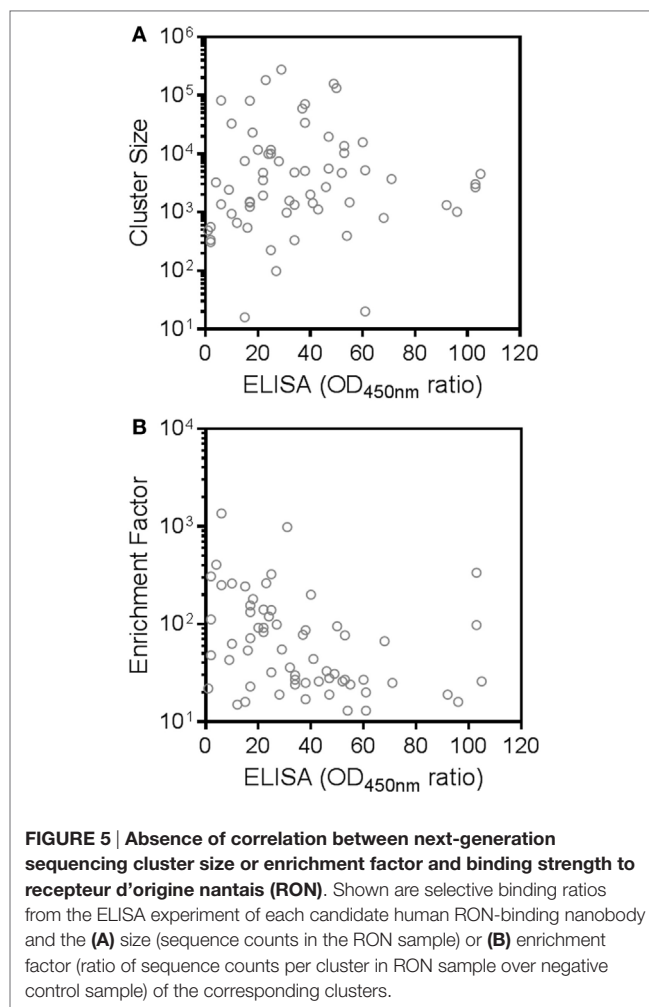 A
10^6
10^5
10^4
10^3
10^2
10^1
Cluster Size
0 20 40 60 80 100 120
ELISA (OD450nm ratio)
B
10^4
10^3
10^2
10^1
Enrichment Factor
0 20 40 60 80 100 120
ELISA (OD450nm ratio)
FIGURE 5 | Absence of correlation between next-generation
sequencing cluster size or enrichment factor and binding strength to
recepteur d'origine nantais (RON). Shown are selective binding ratios
from the ELISA experiment of each candidate human RON-binding nanobody
and the (A) size (sequence counts in the RON sample) or (B) enrichment
factor (ratio of sequence counts per cluster in RON sample over negative
control sample) of the corresponding clusters.